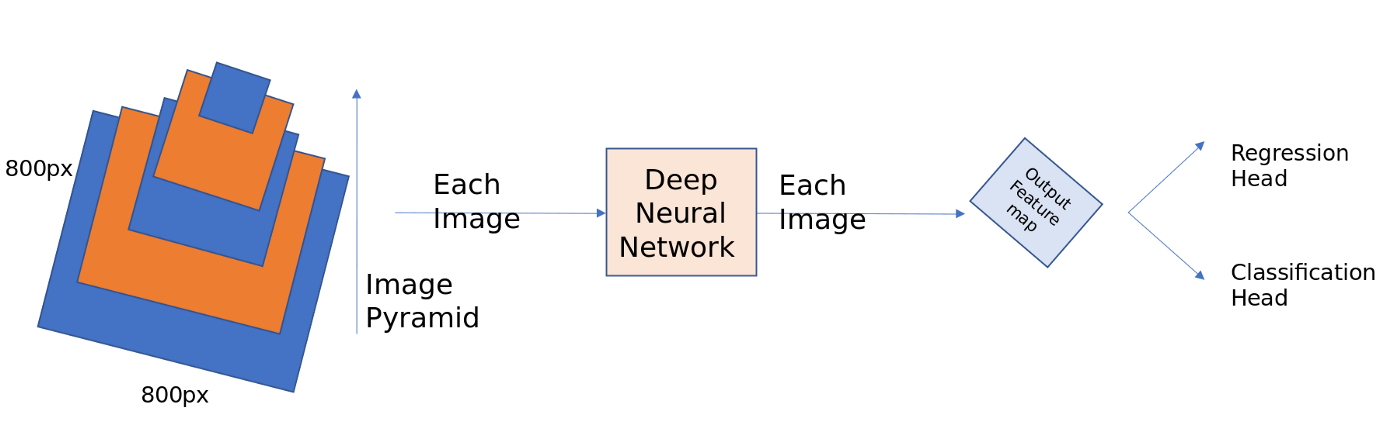 800px
800px
Image
Pyramid
Each
Image
Deep
Neural
Network
Each
Image
Output
Feature
map
Regression
Head
Classification
Head